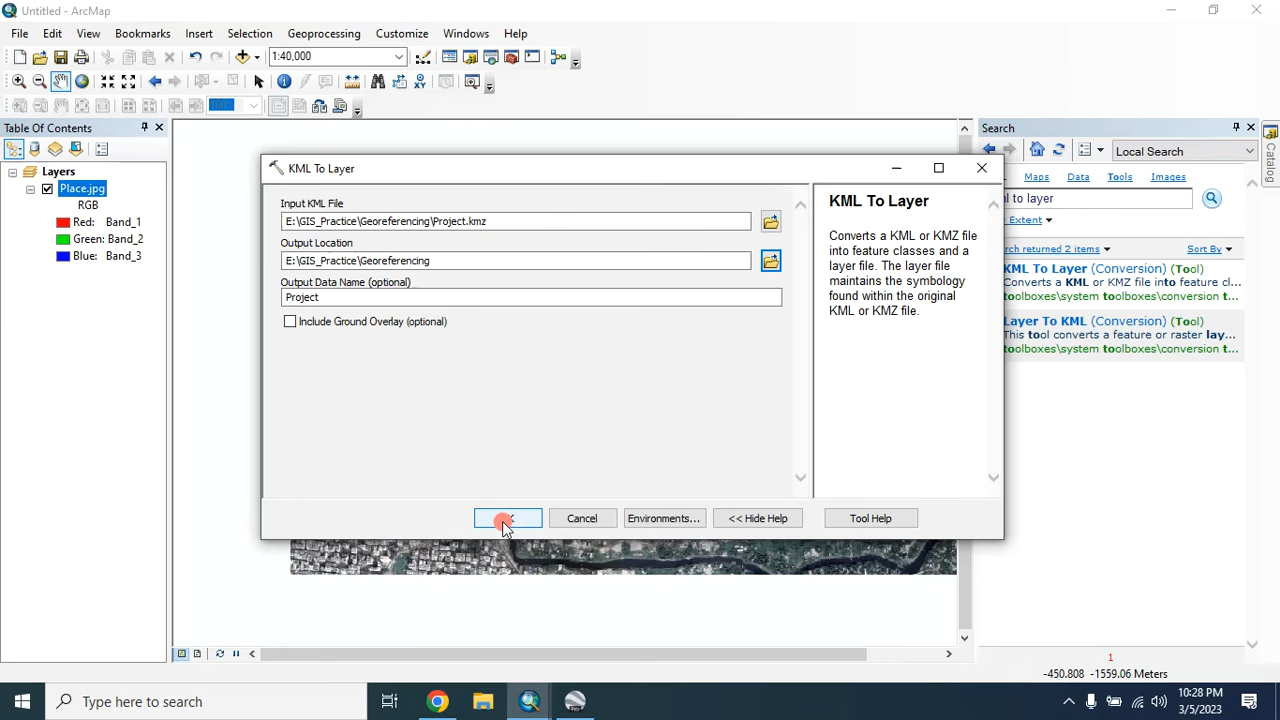 Untitled - ArcMap
File Edit View Bookmarks Insert Selection Geoprocessing Customize Windows Help
1:40,000
Table Of Contents
Search
Layers
Place.jpg
RGB
Red: Band_1
Green: Band_2
Blue: Band_3
KML To Layer
Input KML File
E:\GIS_Practice\Georeferencing\Project.kmz
Output Location
E:\GIS_Practice\Georeferencing
Output Data Name (optional)
Project
Include Ground Overlay (optional)
KML To Layer
Converts a KML or KMZ file
into feature classes and a
layer file. The layer file
maintains the symbology
found within the original
KML or KMZ file.
Cancel Environments... << Hide Help Tool Help
Local Search
Catalog
Maps Data Tools Images
l to layer
Extent
rch returned 2 items Sort By
KML To Layer (Conversion) (Tool)
Converts a KML or KMZ file into feature cl...
toolboxes\system toolboxes\conversion t...
Layer To KML (Conversion) (Tool)
This tool converts a feature or raster lay...
toolboxes\system toolboxes\conversion t...
1
-450.808 -1559.06 Meters
Type here to search
10:28 PM
3/5/2023